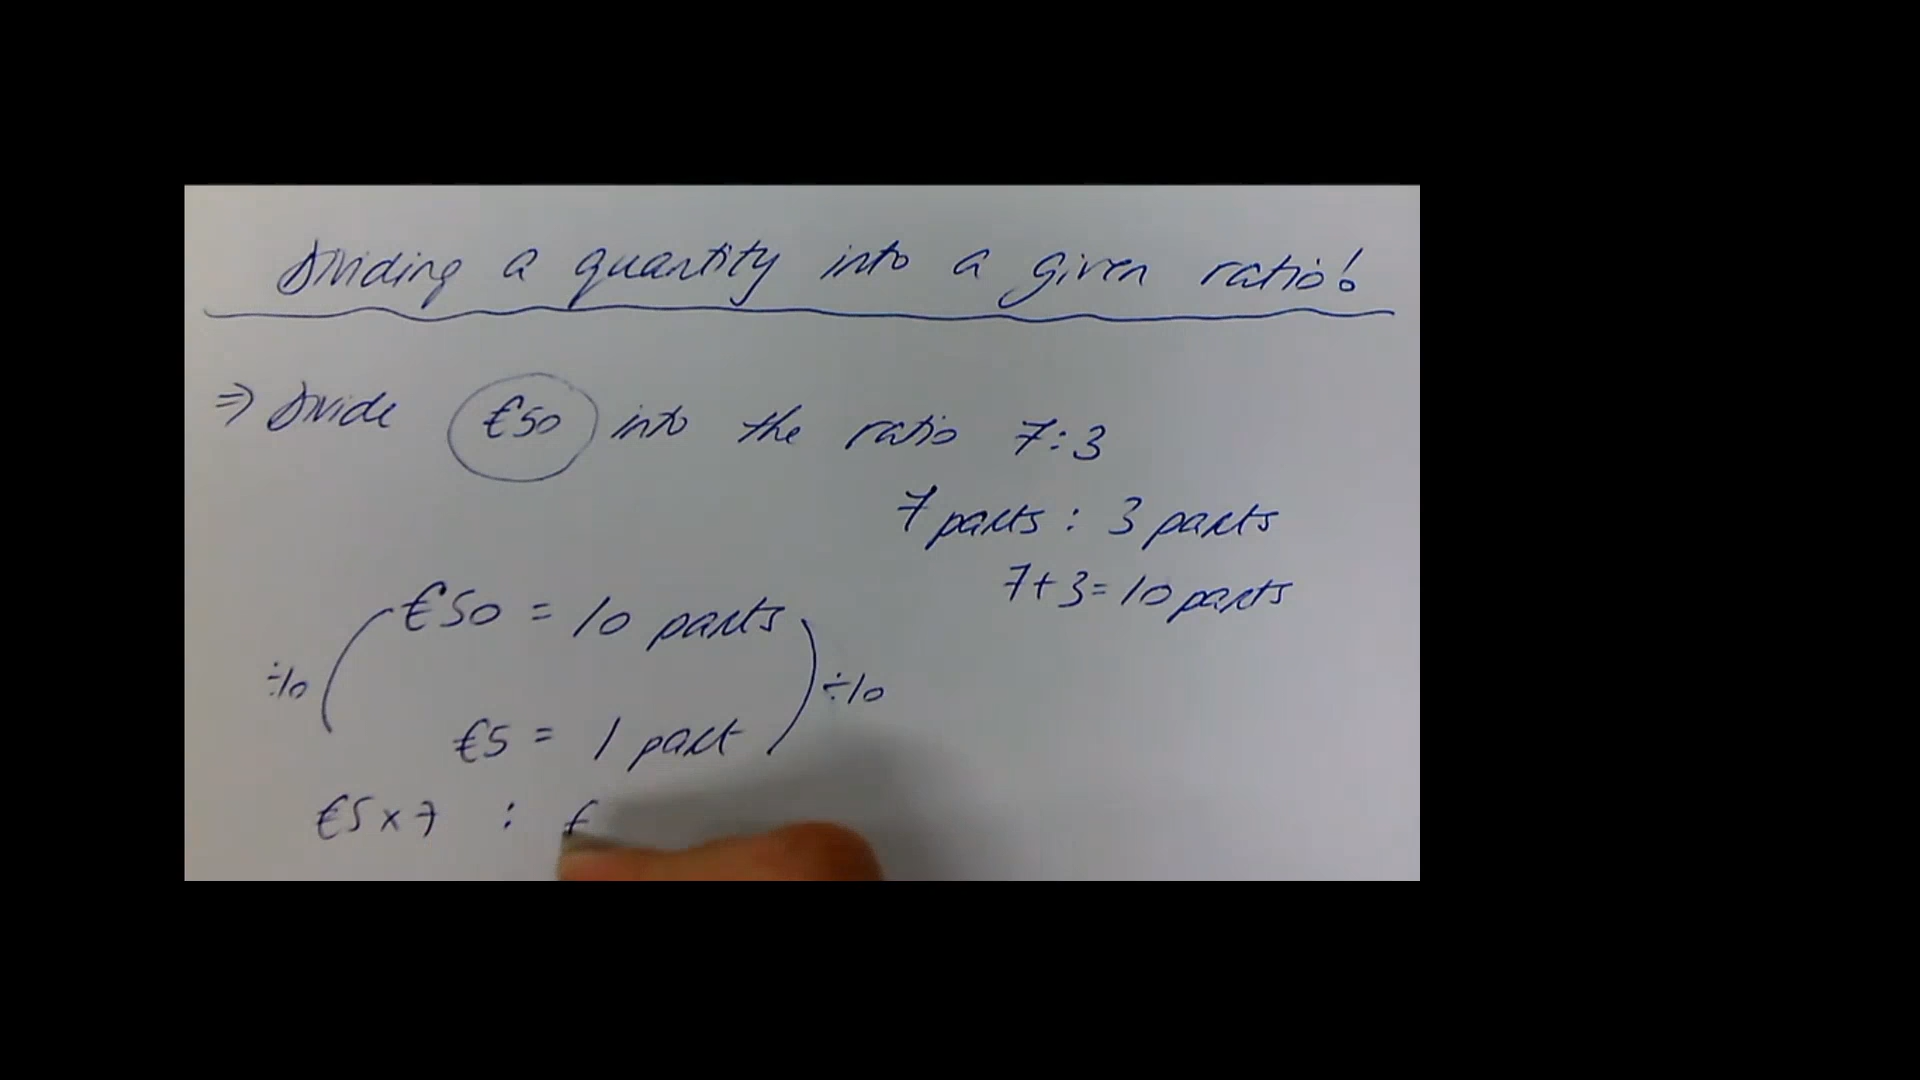 Dividing a quantity into a given ratio!
⇒ Divide €50 into the ratio 7:3
7 parts : 3 parts
7+3=10 parts
€50 = 10 parts
÷10 ÷10
€5 = 1 part
€5 x 7 : €